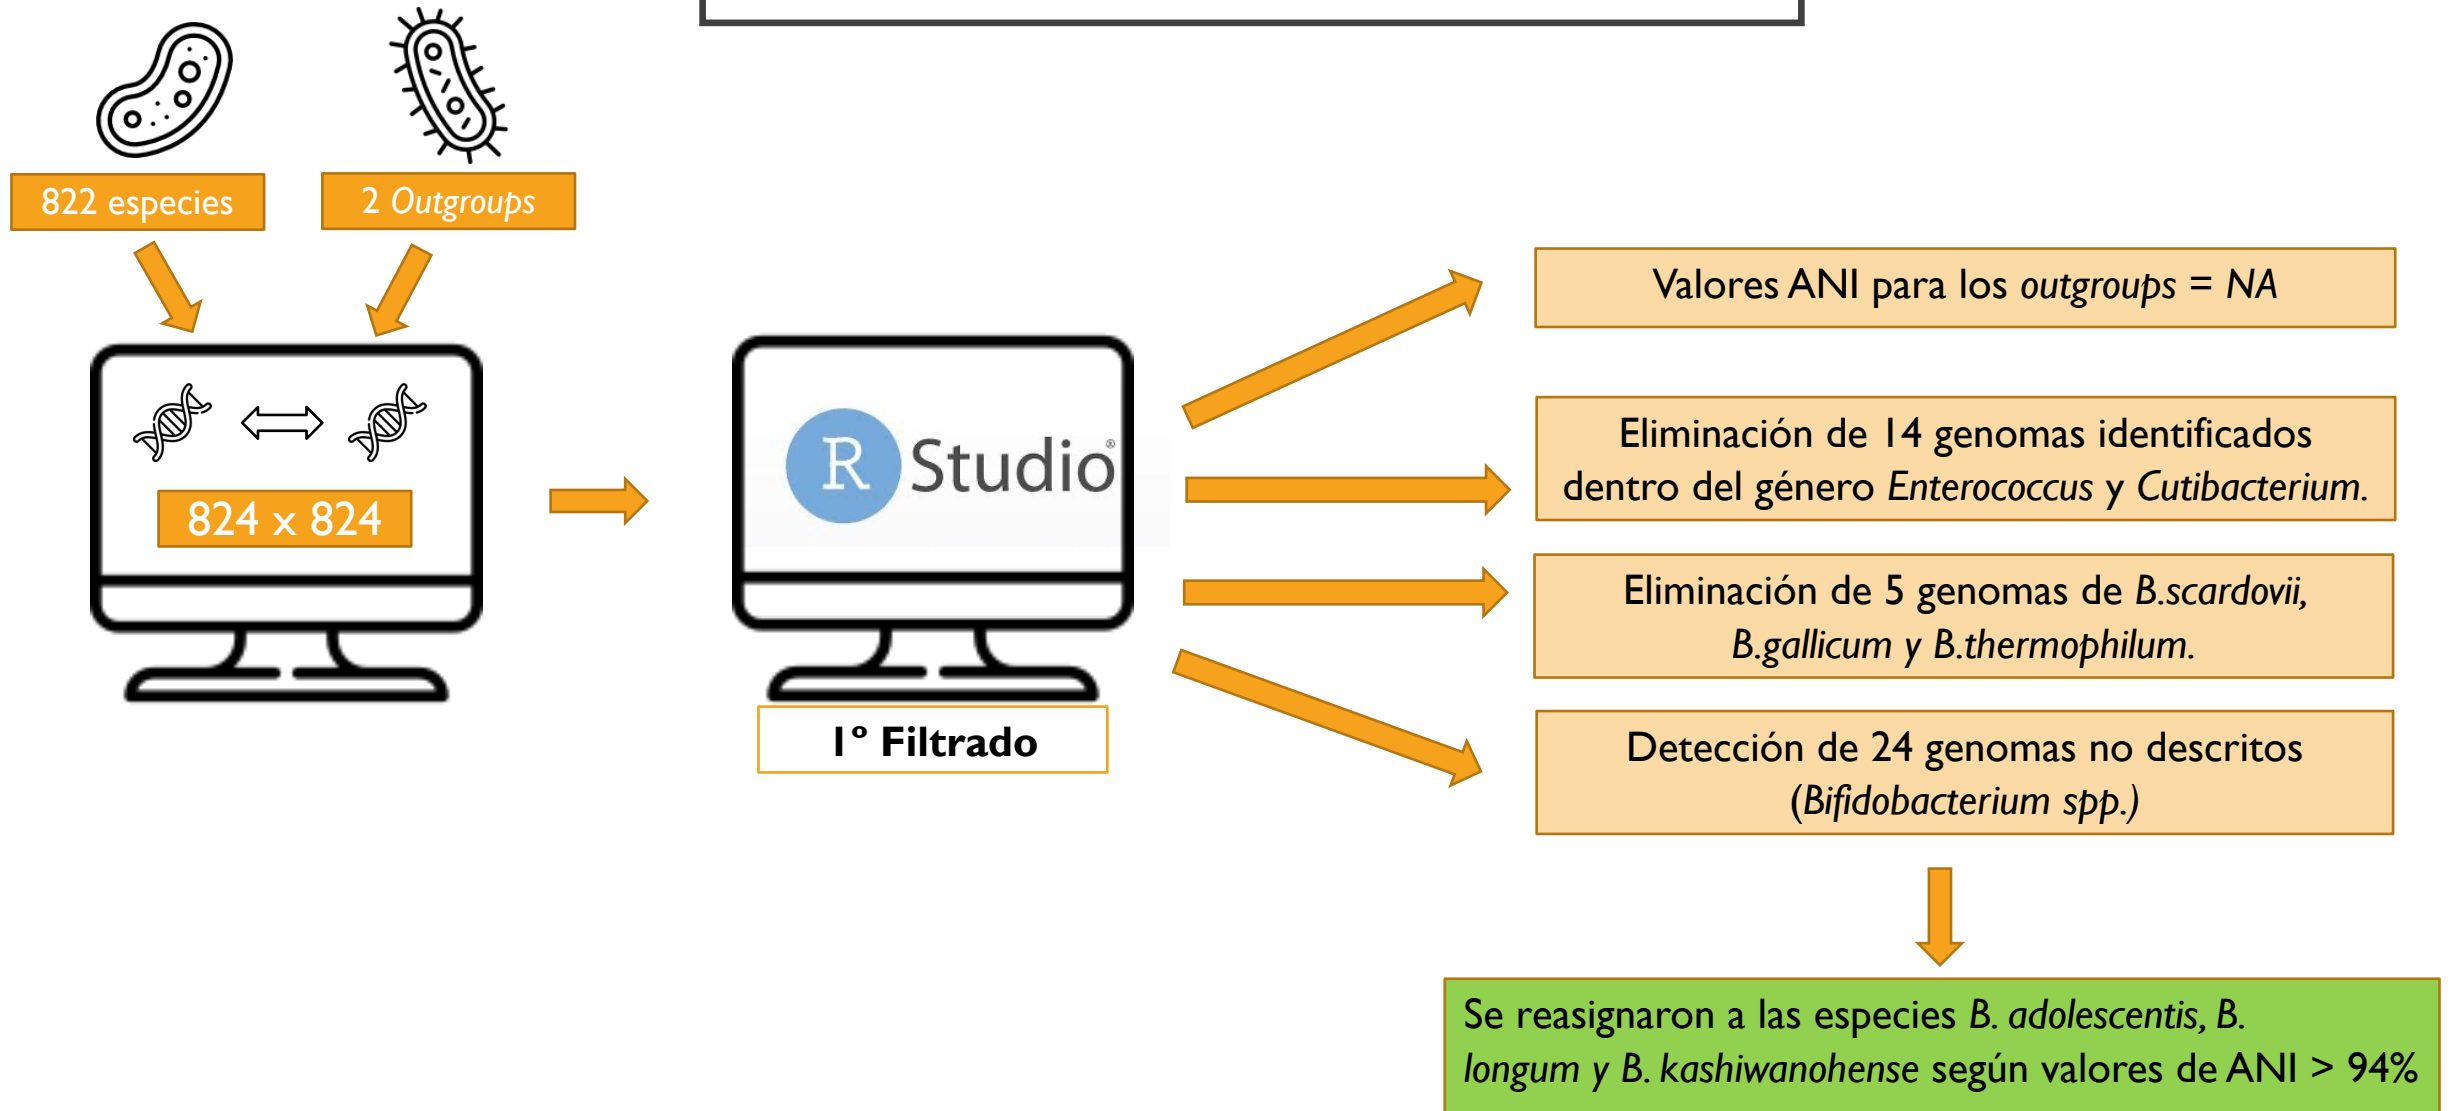 822 especies
2 Outgroups
824 x 824
R Studio®
1º Filtrado
Valores ANI para los outgroups = NA
Eliminación de 14 genomas identificados
dentro del género Enterococcus y Cutibacterium.
Eliminación de 5 genomas de B.scardovii,
B.gallicum y B.thermophilum.
Detección de 24 genomas no descritos
(Bifidobacterium spp.)
Se reasignaron a las especies B. adolescentis, B.
longum y B. kashiwanohense según valores de ANI > 94%